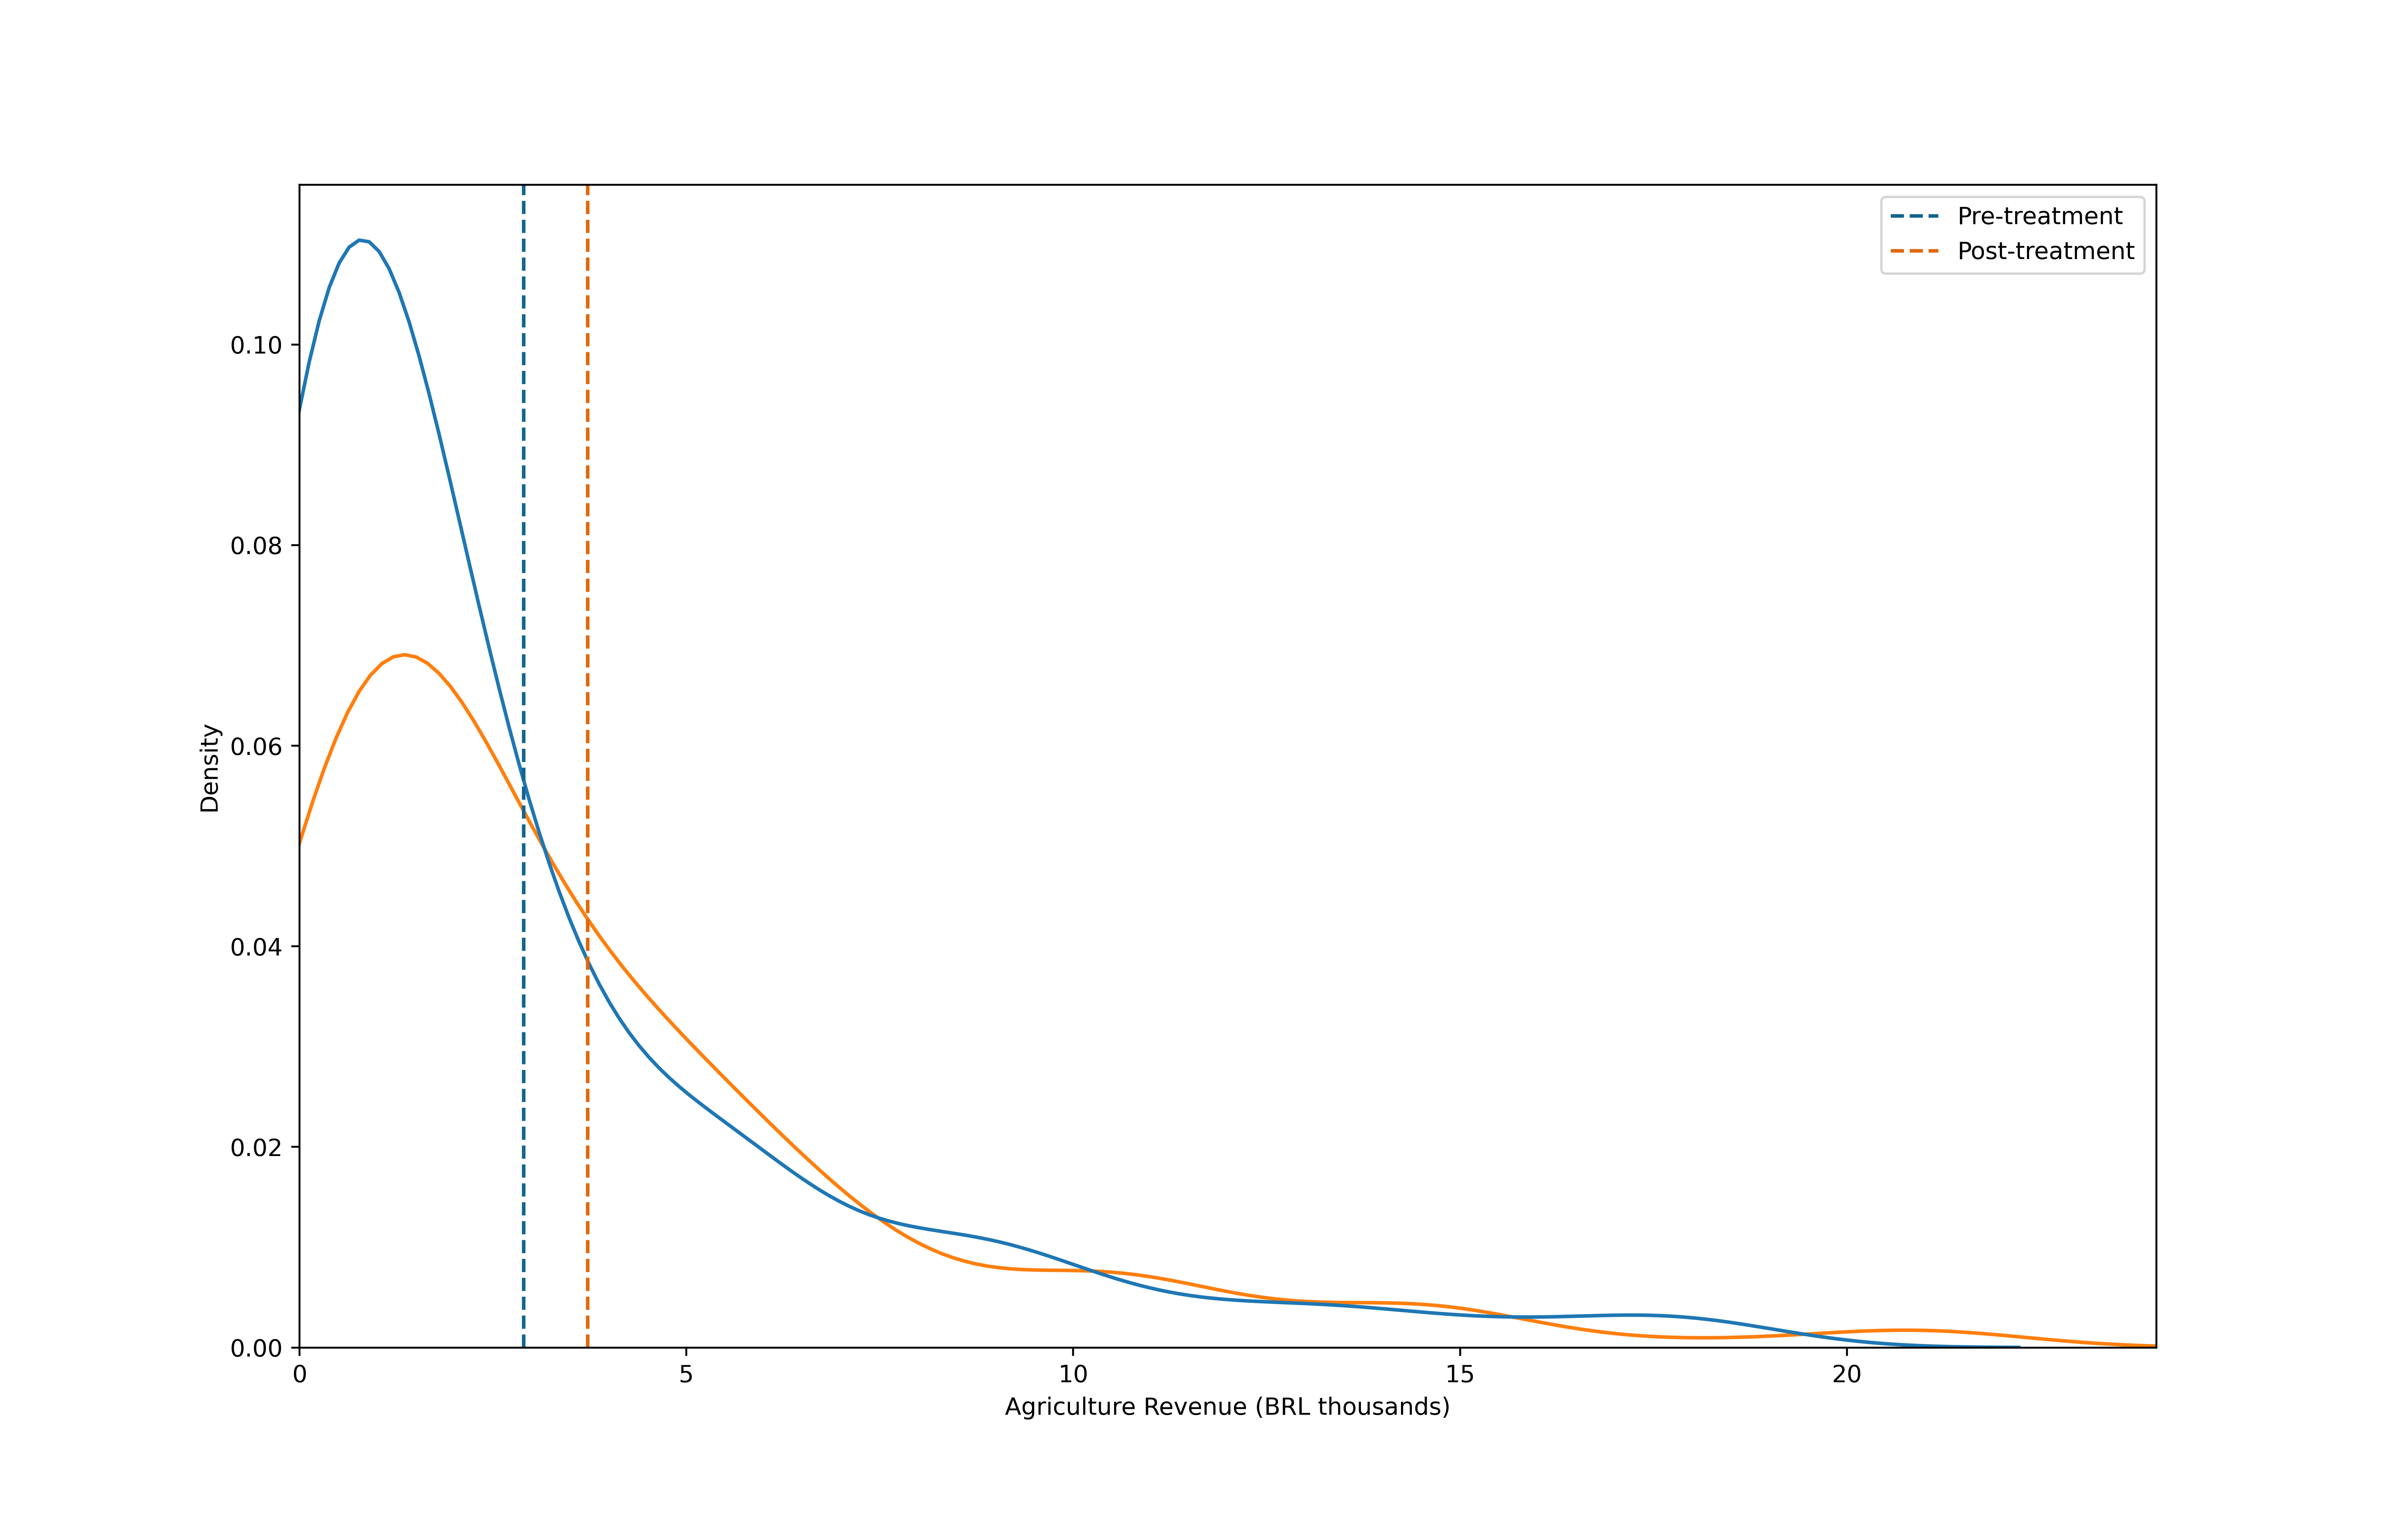 Pre-treatment
Post-treatment
0.10
0.08
0.06
0.04
0.02
0.00
Density
0 5 10 15 20
Agriculture Revenue (BRL thousands)